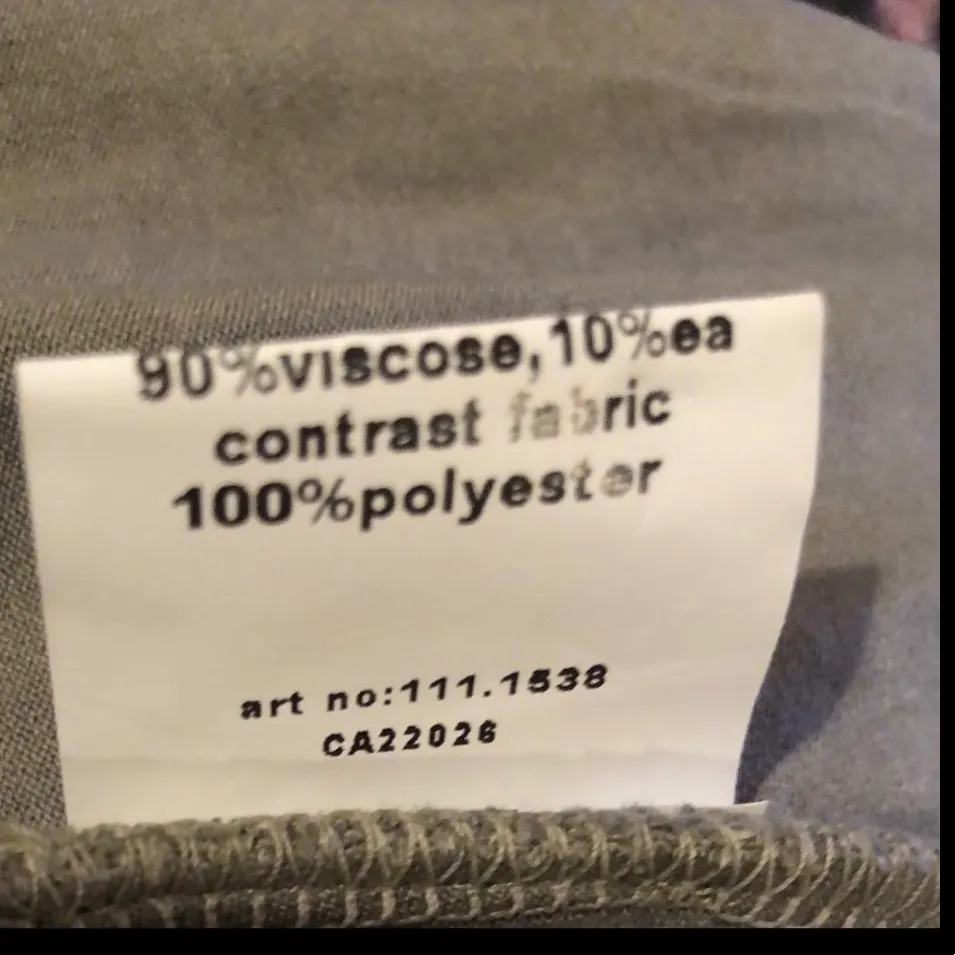 90%viscose,10%ea
contrast fabric
100%polyester
art no:111.1538
CA22026